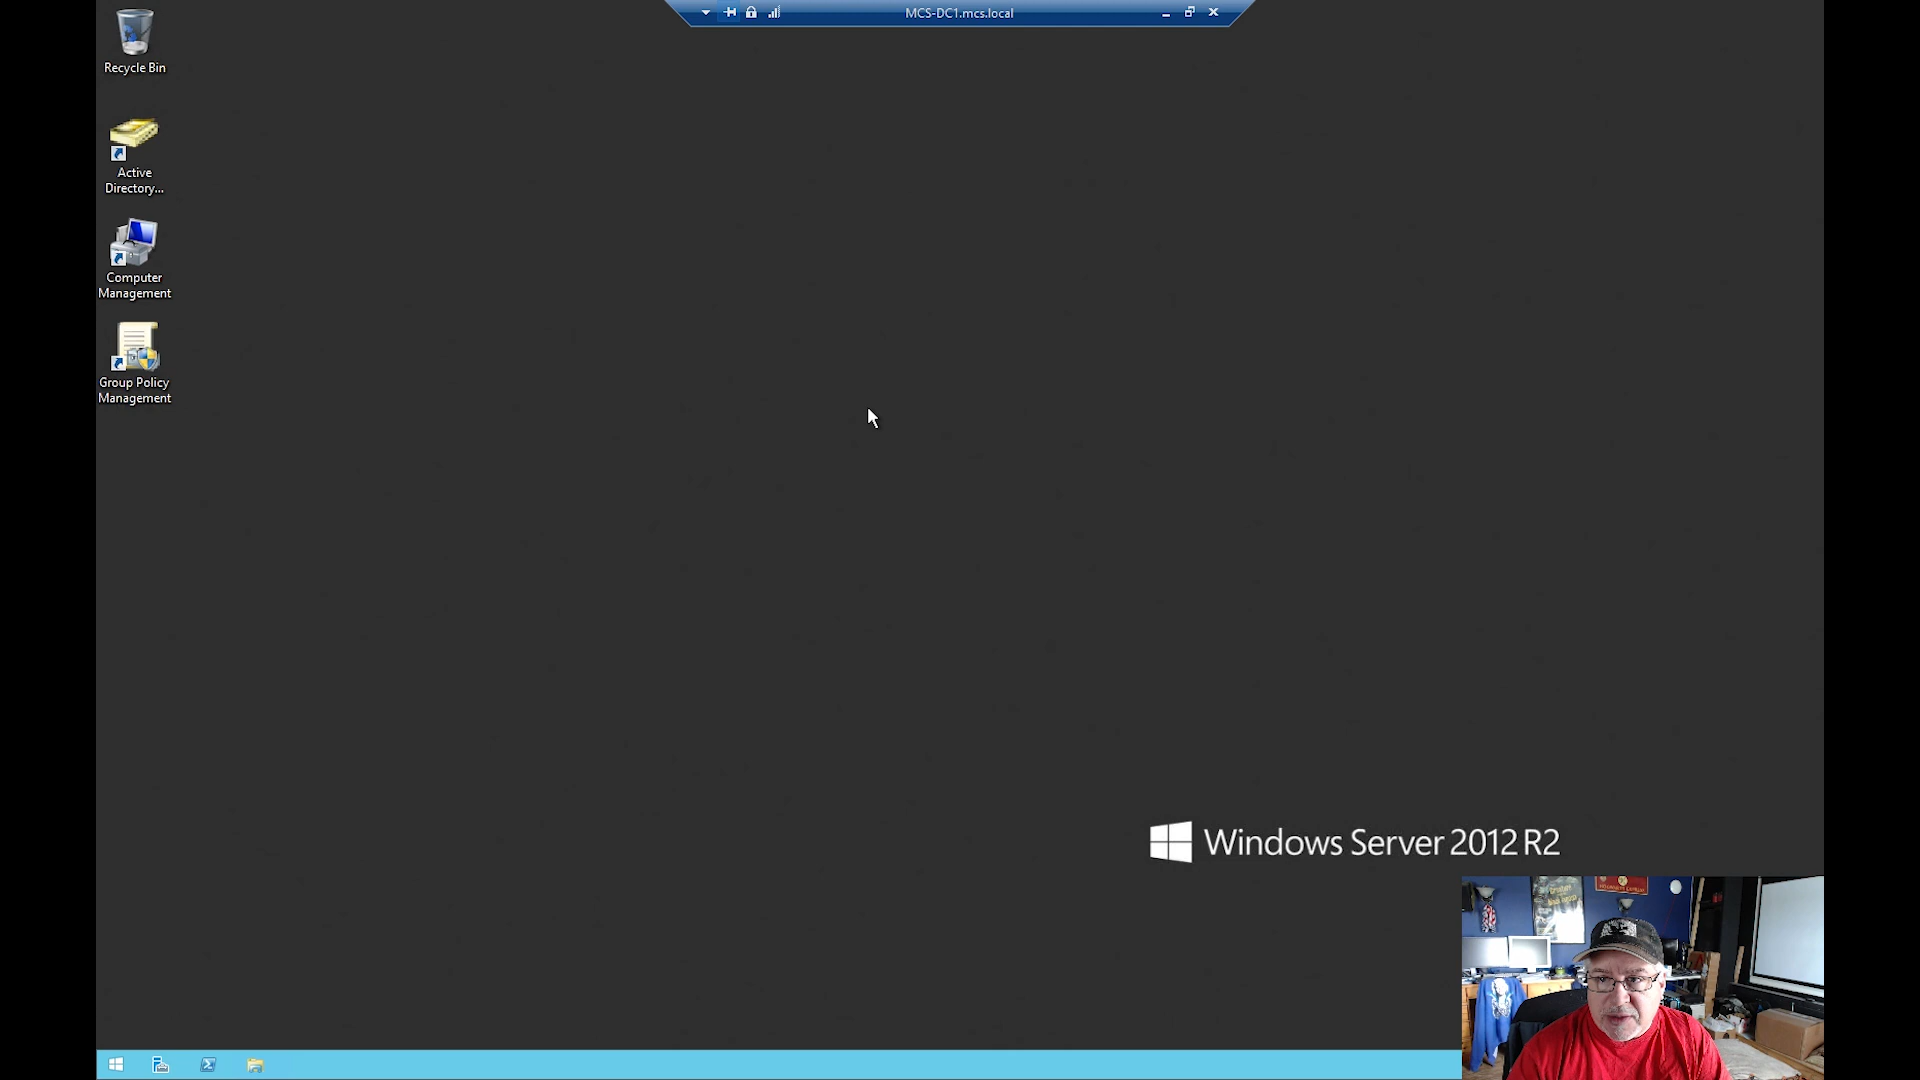 MCS-DC1.mcs.local
Recycle Bin
Active
Directory...
Computer
Management
Group Policy
Management
Windows Server 2012 R2